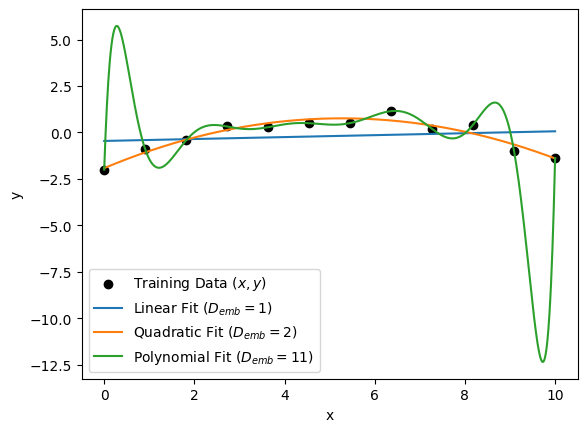 5.0
2.5
0.0
−2.5
−5.0
−7.5
−10.0
−12.5
y
Training Data (x, y)
Linear Fit (D_emb = 1)
Quadratic Fit (D_emb = 2)
Polynomial Fit (D_emb = 11)
0 2 4 6 8 10
x